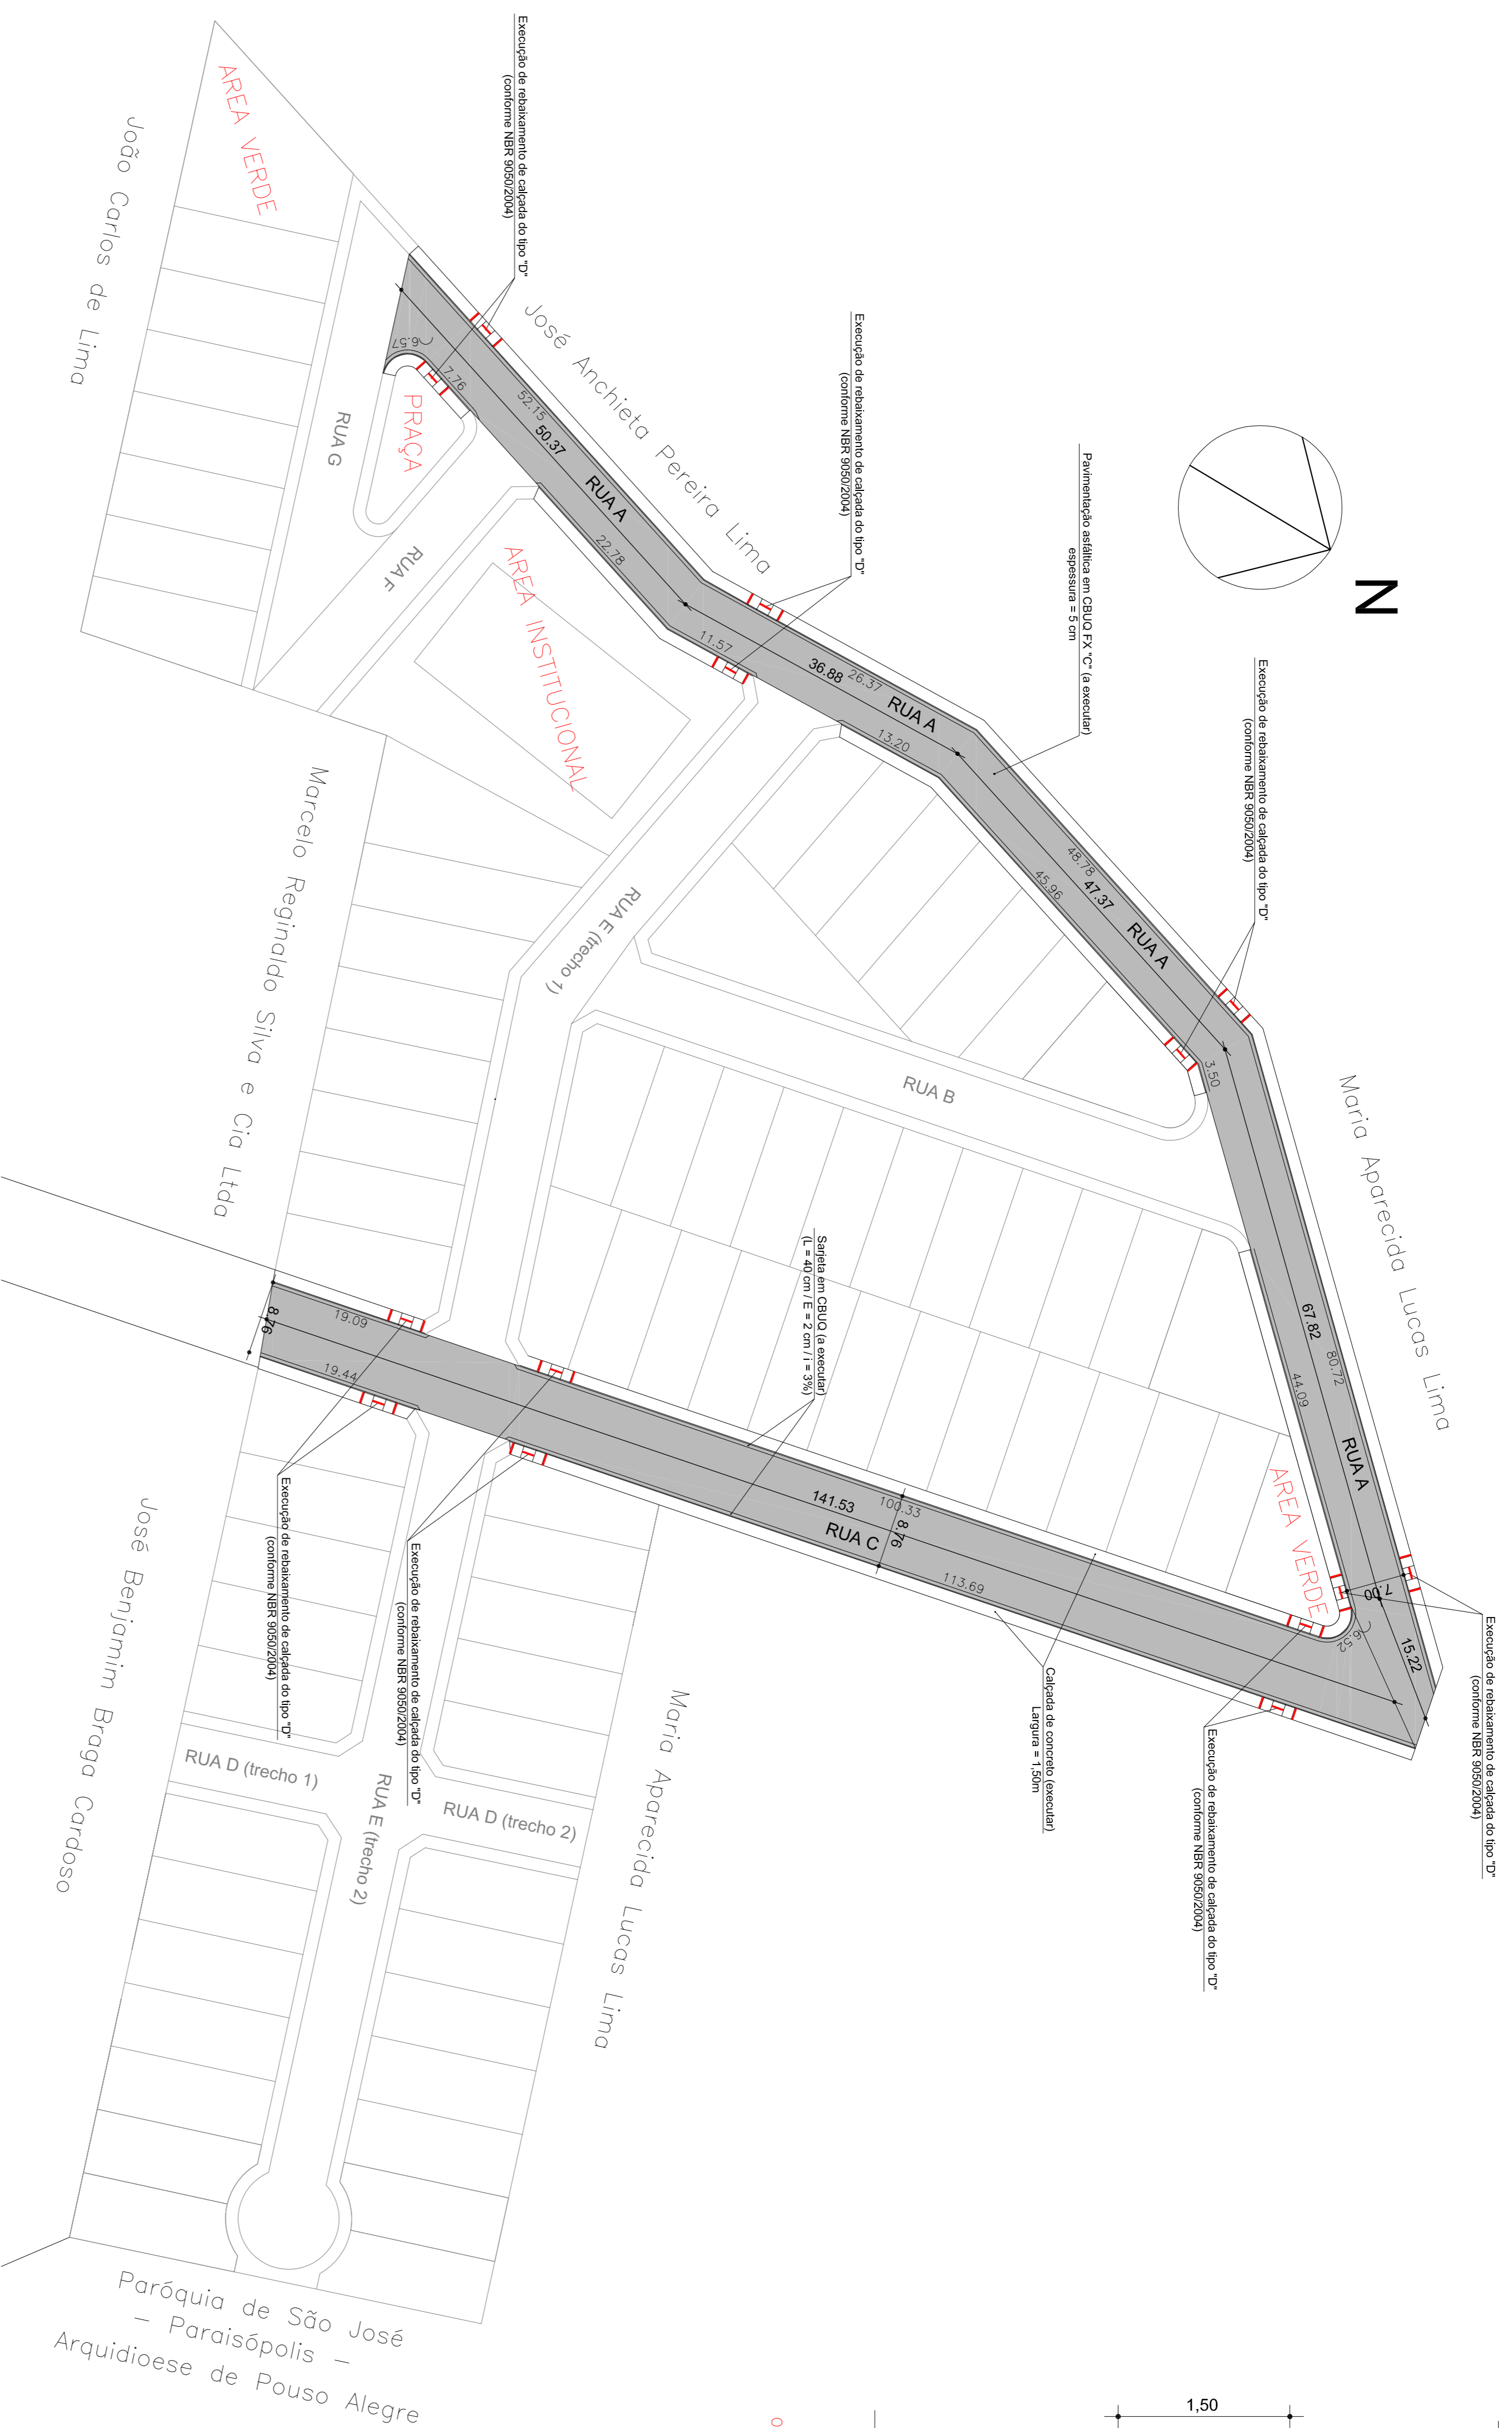 Execução de rebaixamento de calçada do tipo "D"
(conforme NBR 9050/2004)
AREA VERDE
João Carlos de Lima
José Anchieta Pereira Lima
Execução de rebaixamento de calçada do tipo "D"
(conforme NBR 9050/2004)
Pavimentação asfáltica em CBUQ FX "C" (a executar)
espessura = 5 cm
N
Execução de rebaixamento de calçada do tipo "D"
(conforme NBR 9050/2004)
6.57
7.76
PRAÇA
RUA G
52.15
50.37
RUA A
22.78
RUA F
AREA INSTITUCIONAL
11.57
36.88
26.37
RUA A
13.20
48.78
47.37
45.96
RUA A
3.50
Maria Aparecida Lucas Lima
Marcelo Reginaldo Silva e Cia Ltda
RUA E (trecho 1)
RUA B
67.82
80.72
44.09
RUA A
Sarjeta em CBUQ (a executar)
(L = 40 cm / E = 2 cm / i = 3%)
8.76
19.09
19.44
141.53
100.33
8.76
RUA C
113.69
AREA VERDE
7.00
6.52
15.22
Execução de rebaixamento de calçada do tipo "D"
(conforme NBR 9050/2004)
Execução de rebaixamento de calçada do tipo "D"
(conforme NBR 9050/2004)
Execução de rebaixamento de calçada do tipo "D"
(conforme NBR 9050/2004)
Execução de rebaixamento de calçada do tipo "D"
(conforme NBR 9050/2004)
Calçada de concreto (executar)
Largura = 1,50m
José Benjamim Braga Cardoso
Maria Aparecida Lucas Lima
RUA D (trecho 1)
RUA E (trecho 2)
RUA D (trecho 2)
Paróquia de São José
– Paraisópolis –
Arquidioese de Pouso Alegre
1,50
0